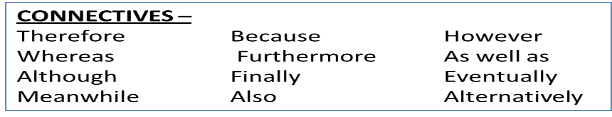 CONNECTIVES –
Therefore Because However
Whereas Furthermore As well as
Although Finally Eventually
Meanwhile Also Alternatively